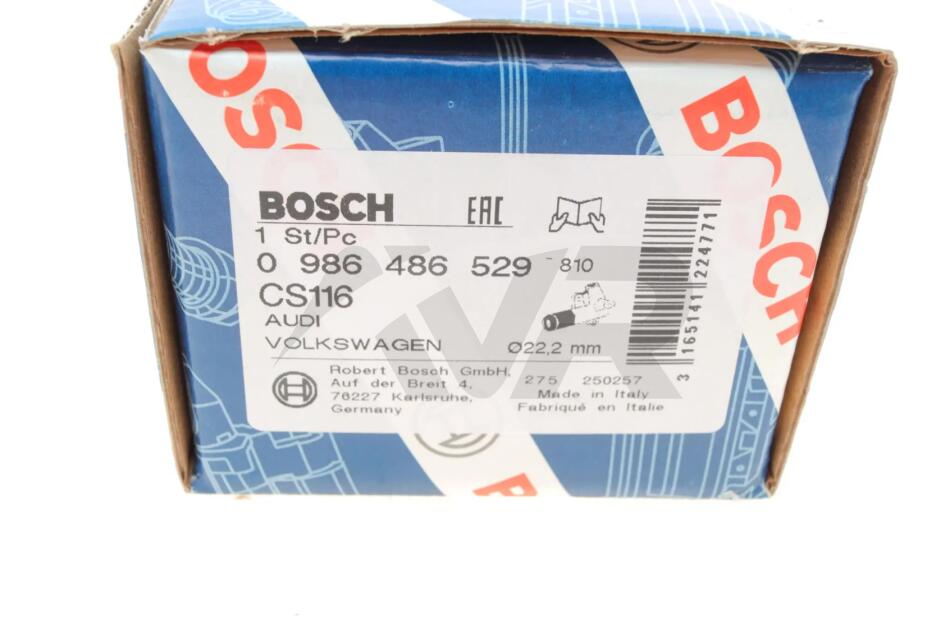 BOSCH
BOSCH
BOSCH EAC
1 St/Pc
0 986 486 529 - 810
CS116
AUDI
VOLKSWAGEN Ø22,2 mm
Robert Bosch GmbH,
Auf der Breit 4,
76227 Karlsruhe,
Germany
275 250257
Made in Italy
Fabriqué en Italie
3 165141 224771
VR